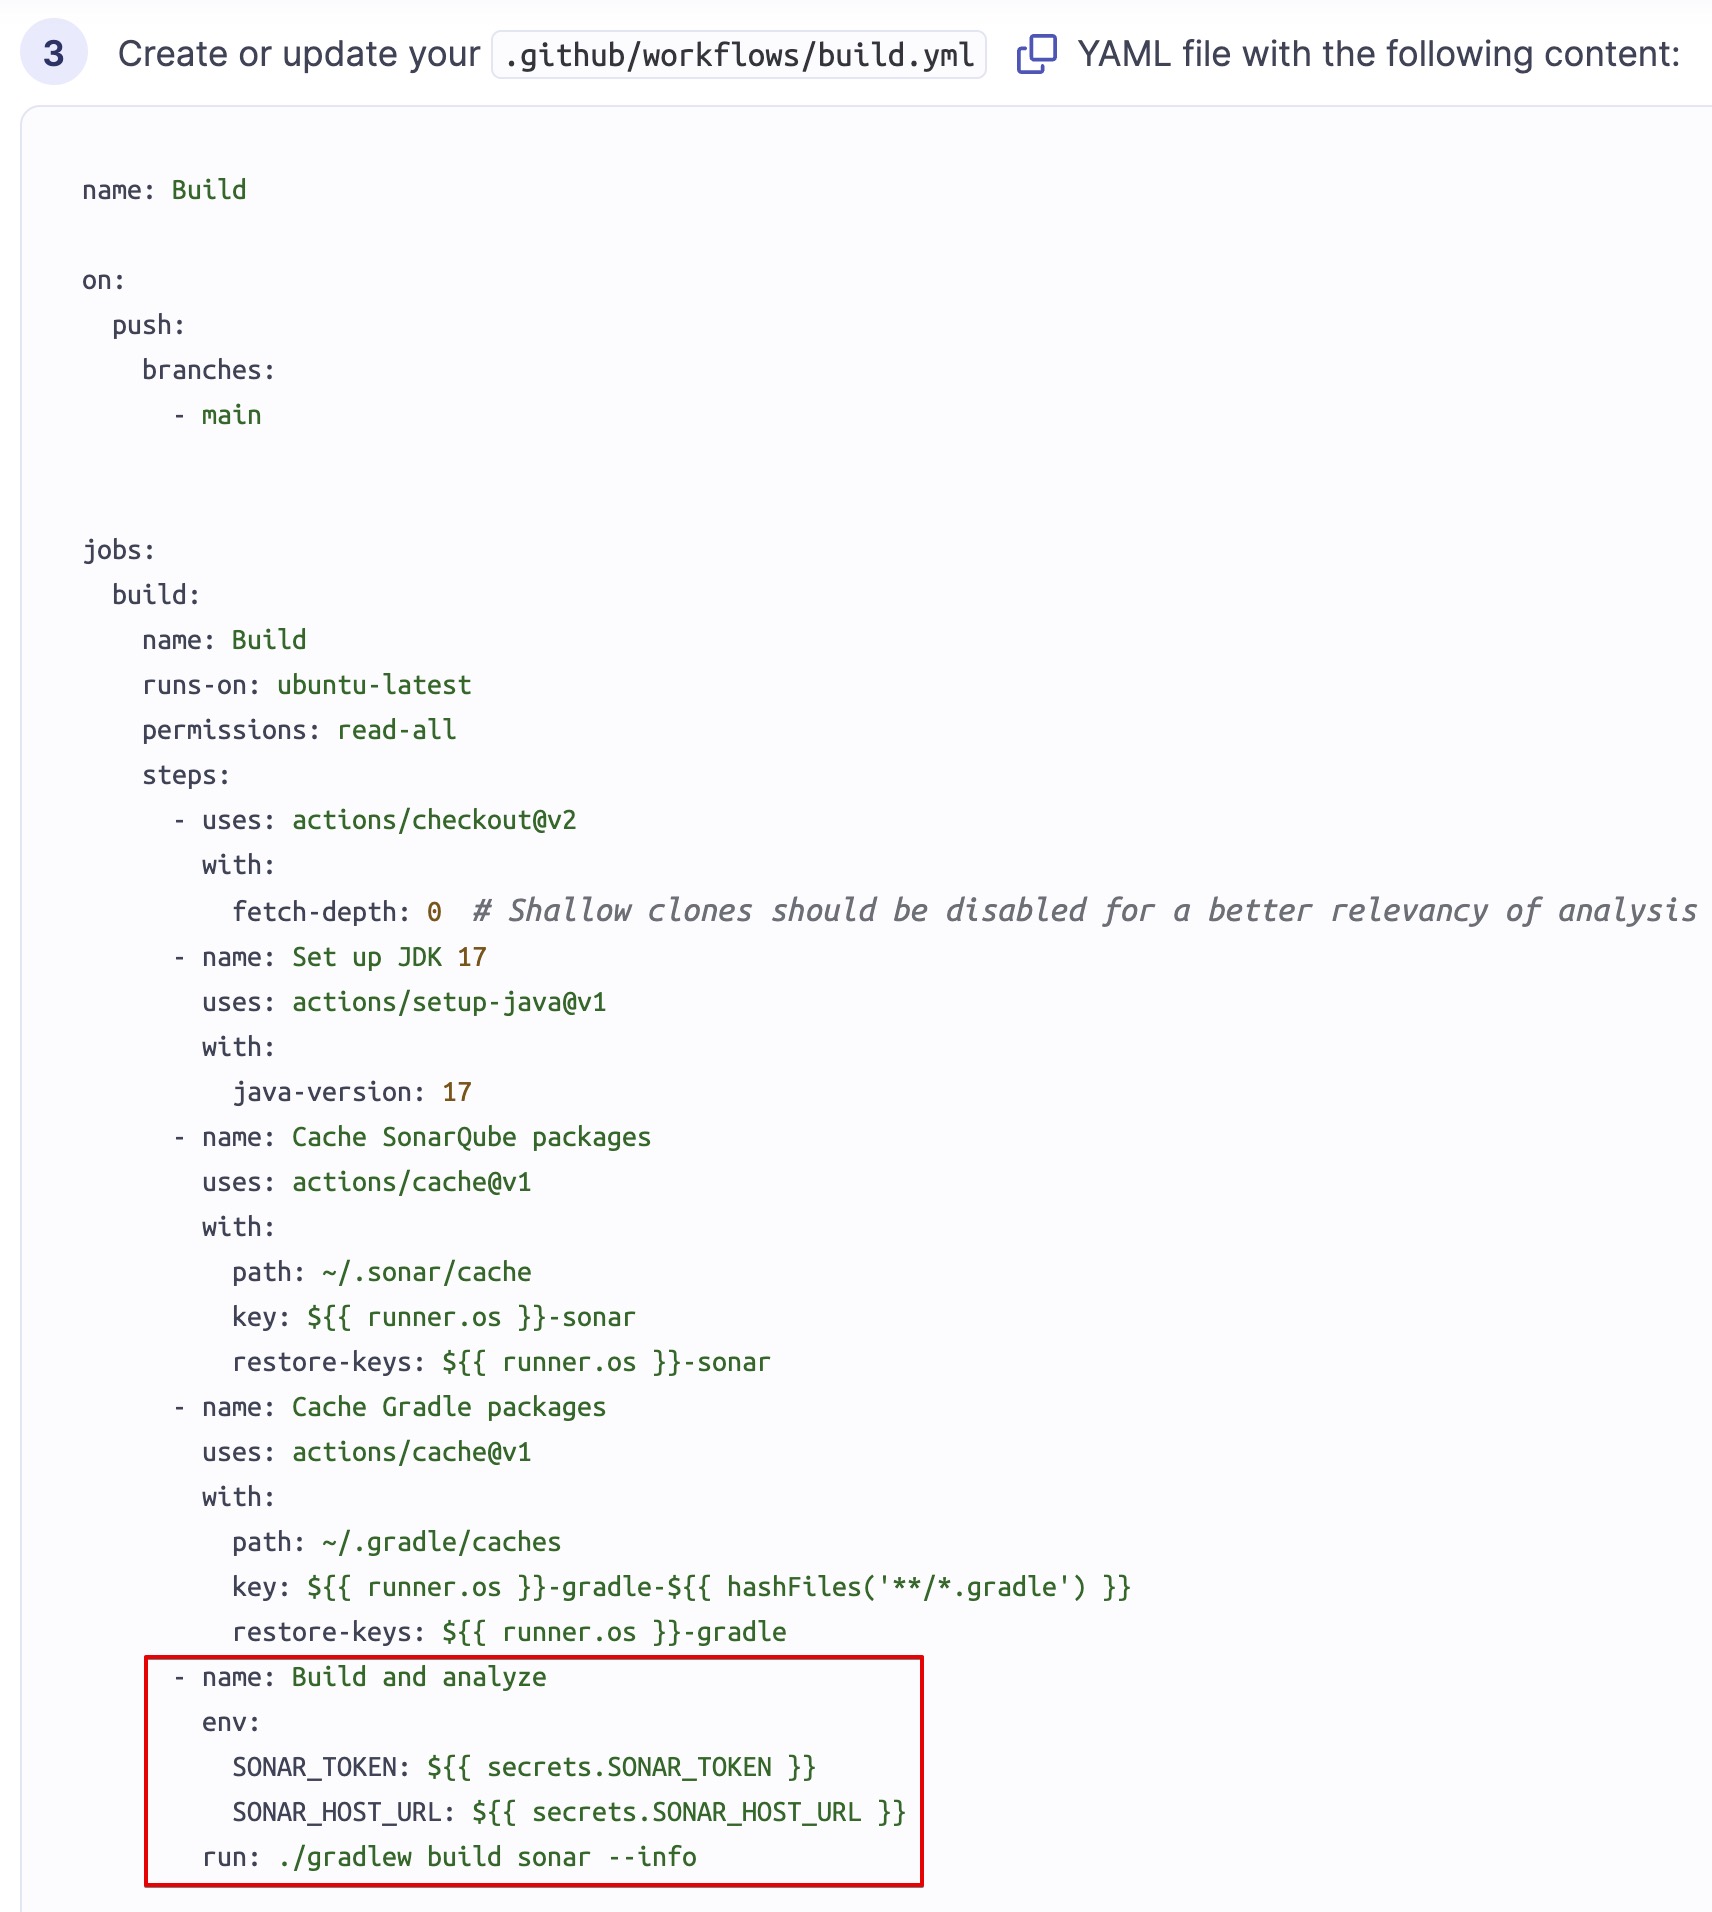 3 Create or update your .github/workflows/build.yml YAML file with the following content:
name: Build
on:
  push:
    branches:
      - main
jobs:
  build:
    name: Build
    runs-on: ubuntu-latest
    permissions: read-all
    steps:
      - uses: actions/checkout@v2
        with:
          fetch-depth: 0  # Shallow clones should be disabled for a better relevancy of analysis
      - name: Set up JDK 17
        uses: actions/setup-java@v1
        with:
          java-version: 17
      - name: Cache SonarQube packages
        uses: actions/cache@v1
        with:
          path: ~/.sonar/cache
          key: ${{ runner.os }}-sonar
          restore-keys: ${{ runner.os }}-sonar
      - name: Cache Gradle packages
        uses: actions/cache@v1
        with:
          path: ~/.gradle/caches
          key: ${{ runner.os }}-gradle-${{ hashFiles('**/*.gradle') }}
          restore-keys: ${{ runner.os }}-gradle
      - name: Build and analyze
        env:
          SONAR_TOKEN: ${{ secrets.SONAR_TOKEN }}
          SONAR_HOST_URL: ${{ secrets.SONAR_HOST_URL }}
        run: ./gradlew build sonar --info